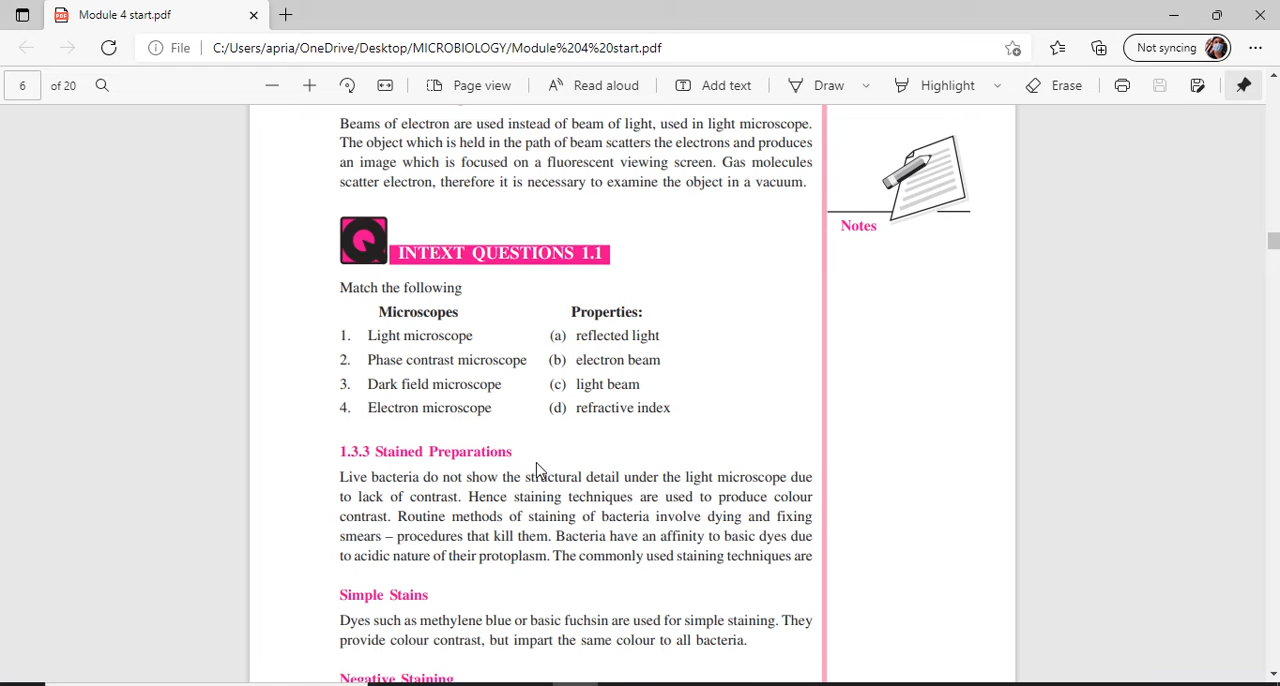 Module 4 start.pdf
File
C:/Users/apria/OneDrive/Desktop/MICROBIOLOGY/Module%204%20start.pdf
Not syncing
6 of 20
Page view
Read aloud
Add text
Draw
Highlight
Erase
Beams of electron are used instead of beam of light, used in light microscope.
The object which is held in the path of beam scatters the electrons and produces
an image which is focused on a fluorescent viewing screen. Gas molecules
scatter electron, therefore it is necessary to examine the object in a vacuum.
Notes
INTEXT QUESTIONS 1.1
Match the following
Microscopes Properties:
1. Light microscope (a) reflected light
2. Phase contrast microscope (b) electron beam
3. Dark field microscope (c) light beam
4. Electron microscope (d) refractive index
1.3.3 Stained Preparations
Live bacteria do not show the structural detail under the light microscope due
to lack of contrast. Hence staining techniques are used to produce colour
contrast. Routine methods of staining of bacteria involve dying and fixing
smears – procedures that kill them. Bacteria have an affinity to basic dyes due
to acidic nature of their protoplasm. The commonly used staining techniques are
Simple Stains
Dyes such as methylene blue or basic fuchsin are used for simple staining. They
provide colour contrast, but impart the same colour to all bacteria.
Negative Staining